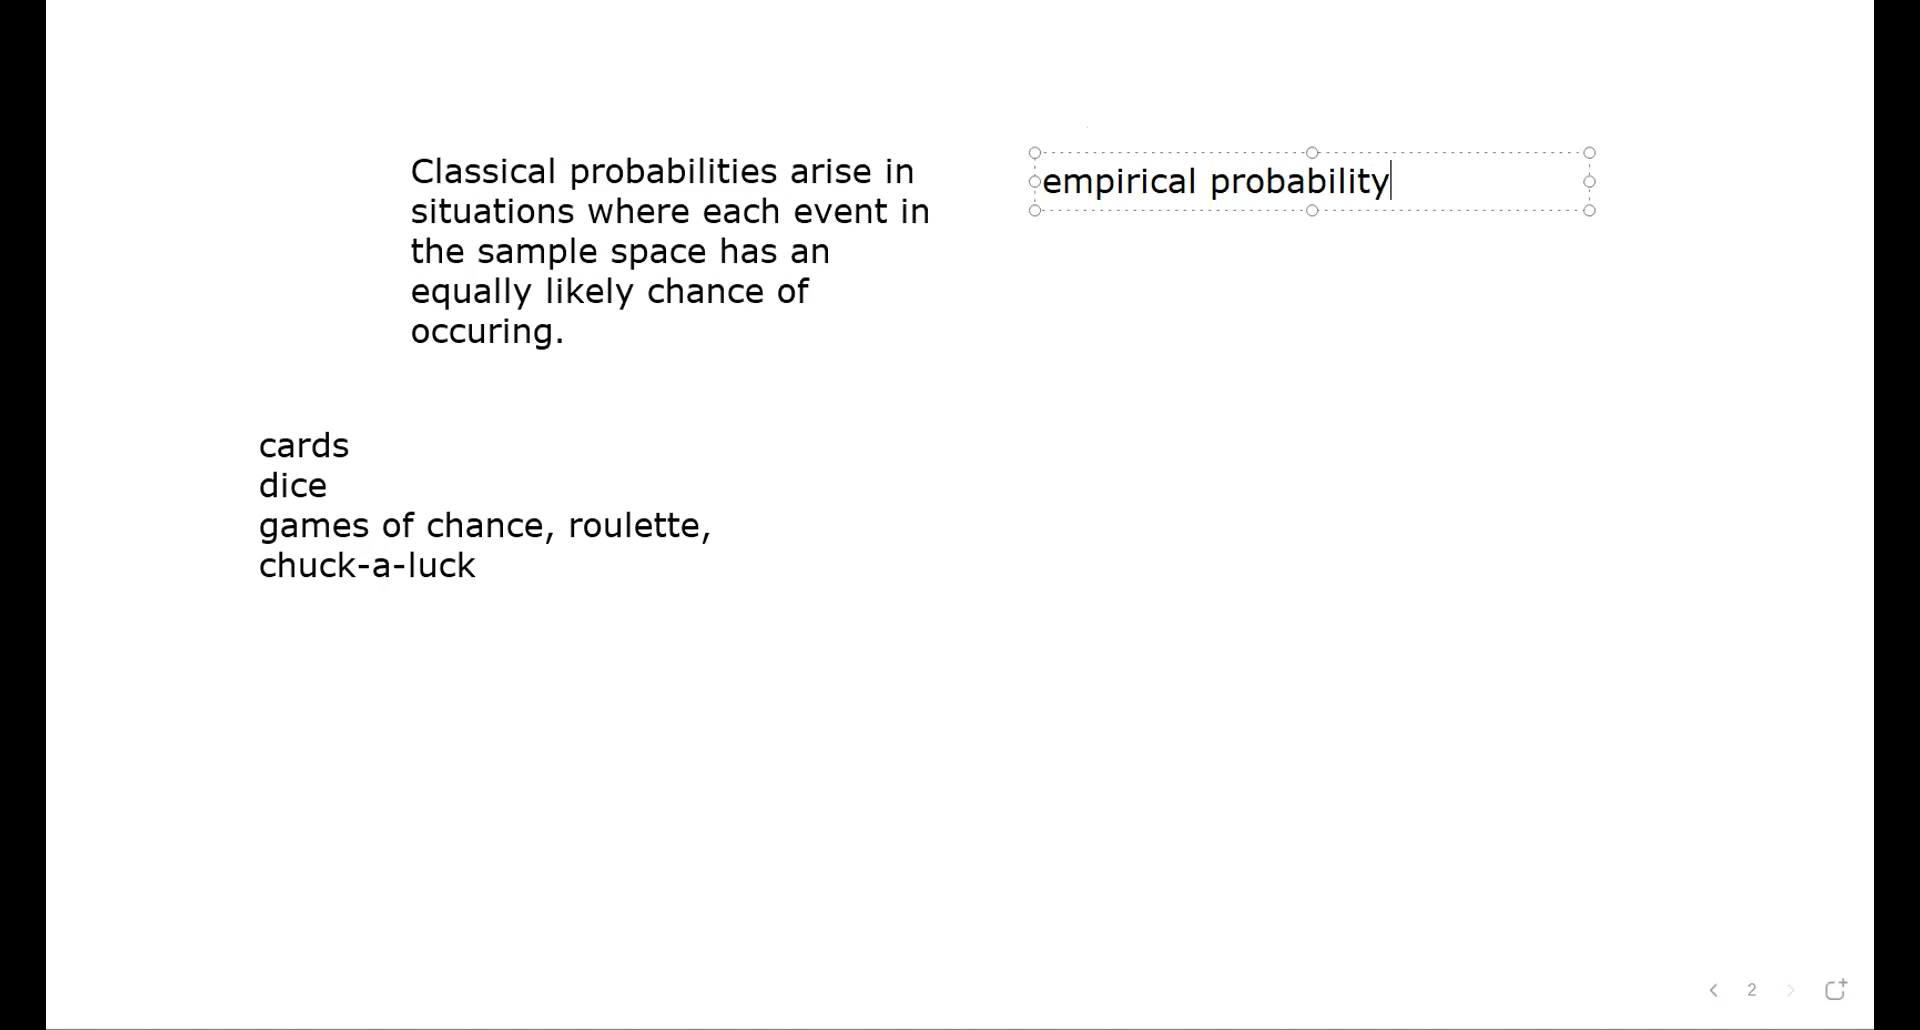 Classical probabilities arise in
situations where each event in
the sample space has an
equally likely chance of
occuring.
empirical probability
cards
dice
games of chance, roulette,
chuck-a-luck
2